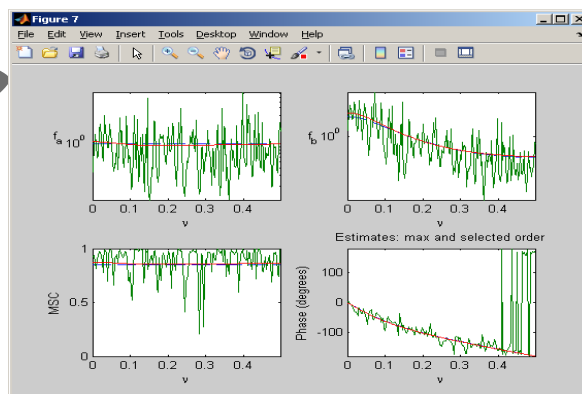 Figure 7
File Edit View Insert Tools Desktop Window Help
f a 10^0
0 0.1 0.2 0.3 0.4
ν
10^0
0 0.1 0.2 0.3 0.4
ν
MSC
1
0.5
0
0 0.1 0.2 0.3 0.4
ν
Estimates: max and selected order
Phase (degrees)
100
0
-100
0 0.1 0.2 0.3 0.4
ν